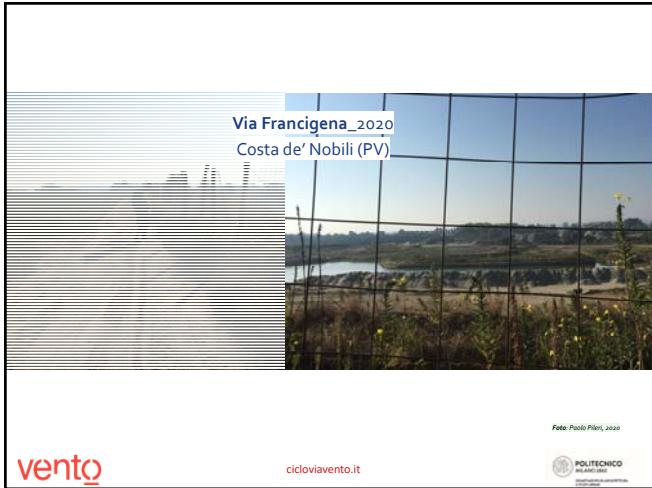 Via Francigena_2020
Costa de' Nobili (PV)
Foto: Paolo Pileri, 2020
vento
cicloviavento.it
POLITECNICO
MILANO 1863